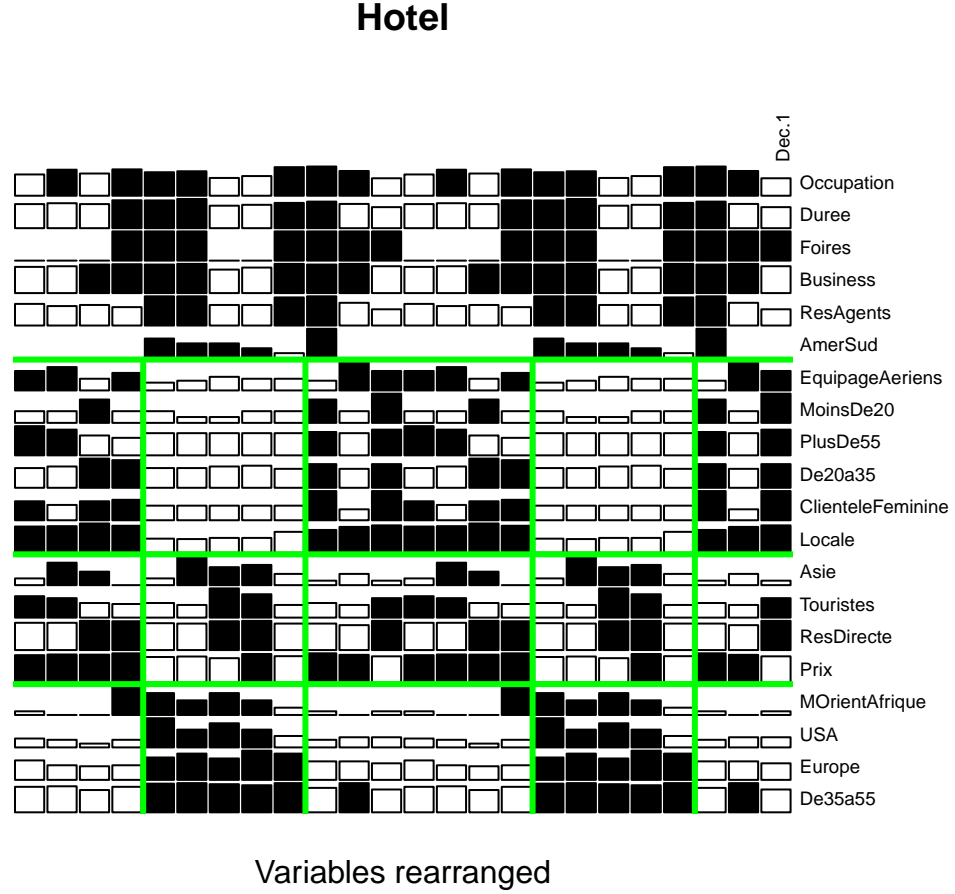 Hotel
Dec.1
Occupation
Duree
Foires
Business
ResAgents
AmerSud
EquipageAeriens
MoinsDe20
PlusDe55
De20a35
ClienteleFeminine
Locale
Asie
Touristes
ResDirecte
Prix
MOrientAfrique
USA
Europe
De35a55
Variables rearranged